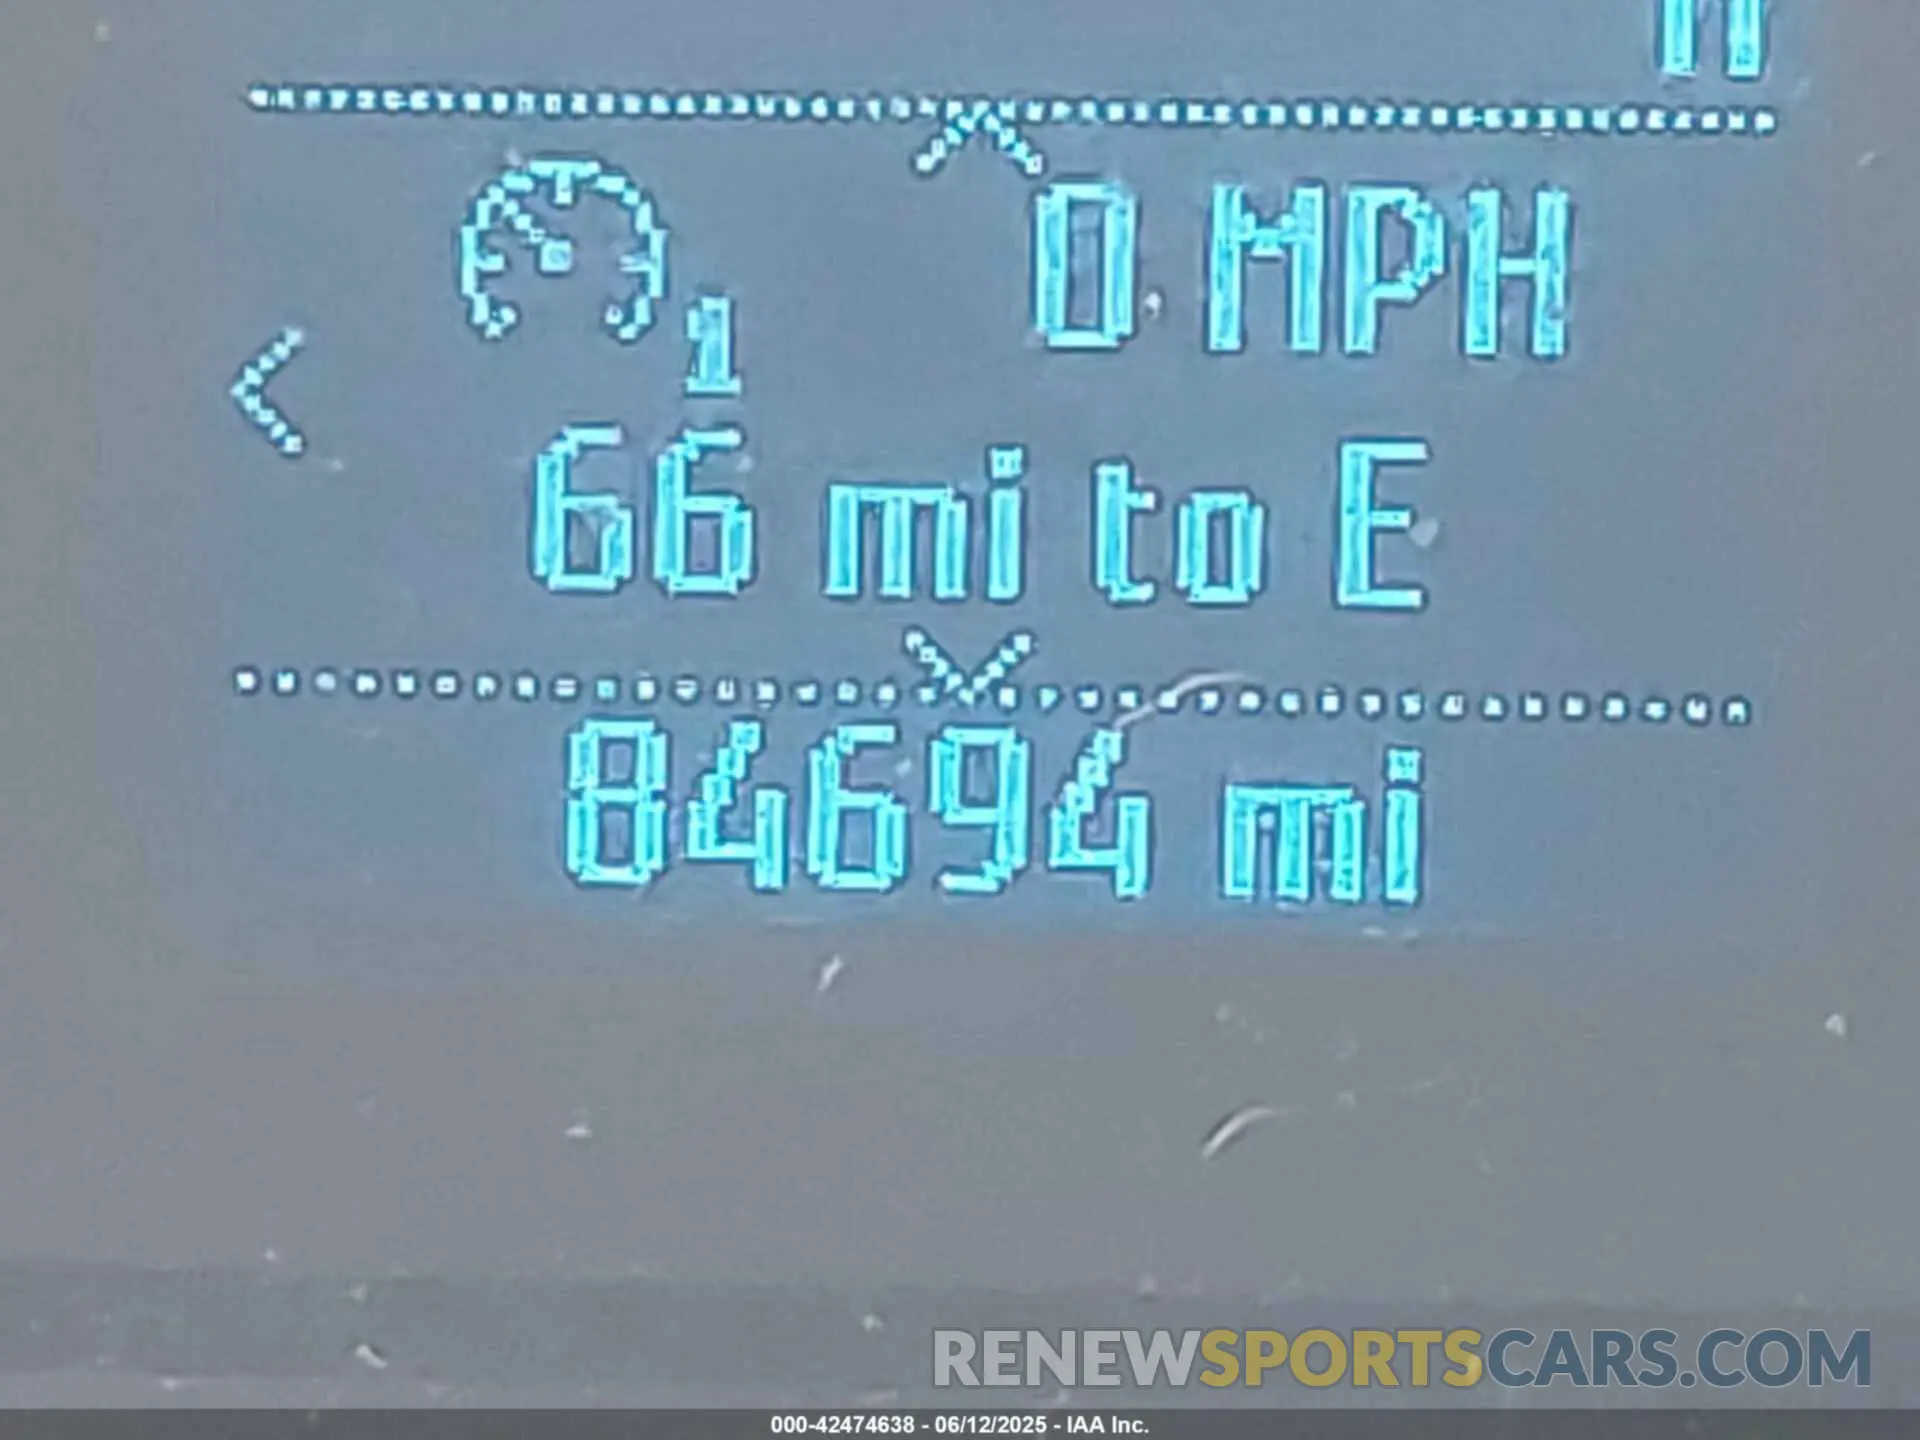 0 MPH
1
66 mi to E
84694 mi
RENEWSPORTSCARS.COM
000-42474638 - 06/12/2025 - IAA Inc.